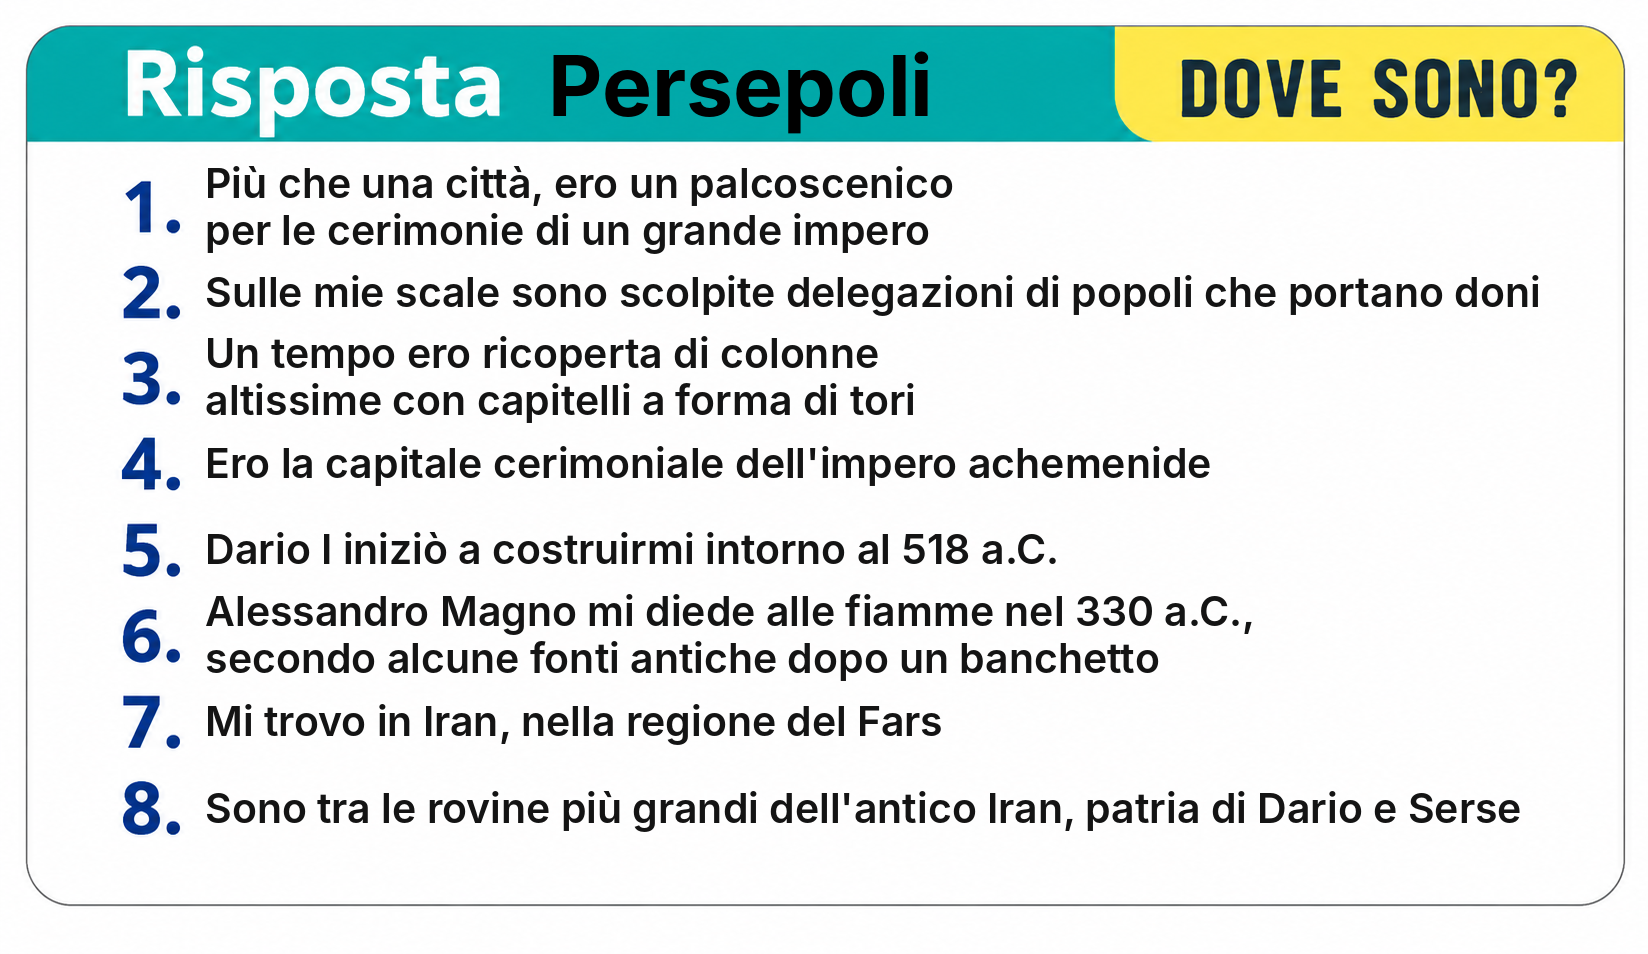 Risposta Persepoli
DOVE SONO?
1. Più che una città, ero un palcoscenico
per le cerimonie di un grande impero
2. Sulle mie scale sono scolpite delegazioni di popoli che portano doni
3. Un tempo ero ricoperta di colonne
altissime con capitelli a forma di tori
4. Ero la capitale cerimoniale dell'impero achemenide
5. Dario I iniziò a costruirmi intorno al 518 a.C.
6. Alessandro Magno mi diede alle fiamme nel 330 a.C.,
secondo alcune fonti antiche dopo un banchetto
7. Mi trovo in Iran, nella regione del Fars
8. Sono tra le rovine più grandi dell'antico Iran, patria di Dario e Serse